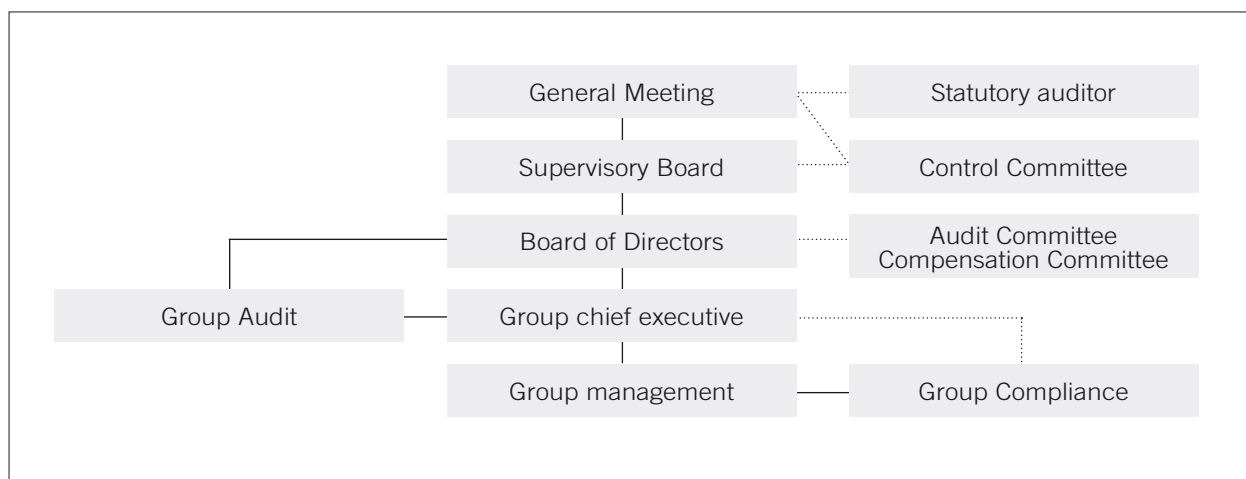 General Meeting
Statutory auditor
Supervisory Board
Control Committee
Board of Directors
Audit Committee
Compensation Committee
Group Audit
Group chief executive
Group management
Group Compliance